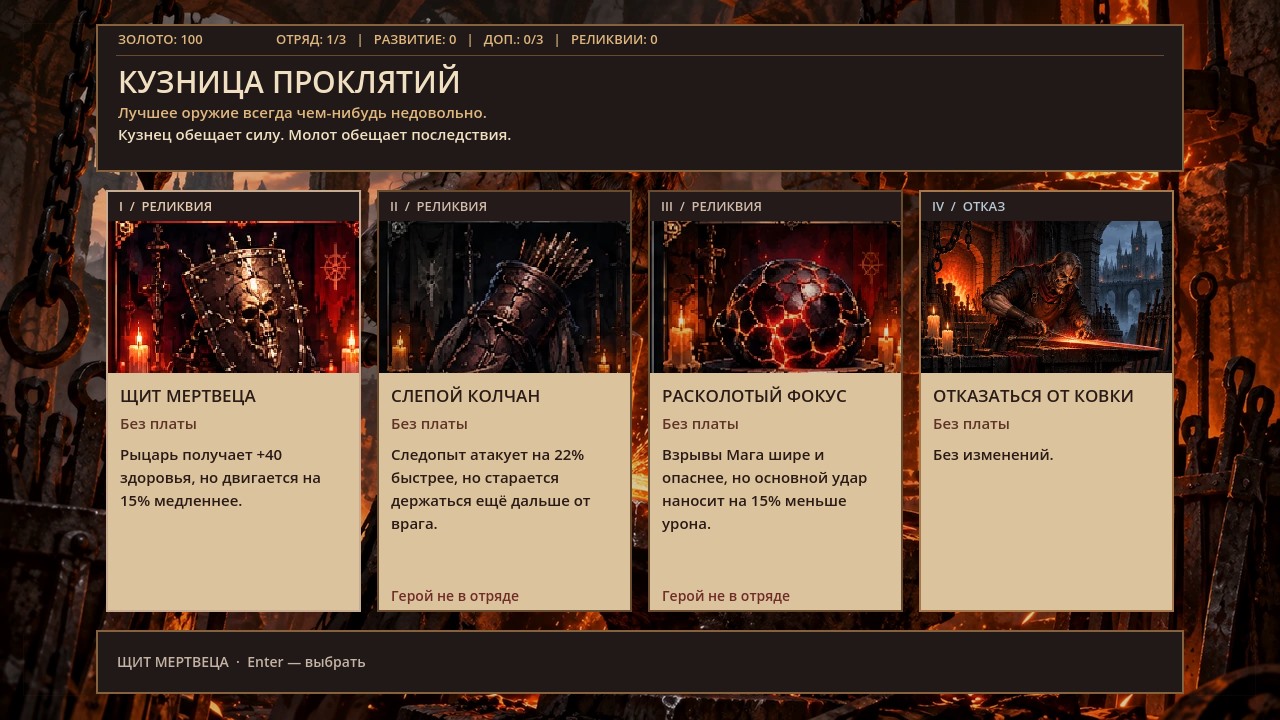 ЗОЛОТО: 100 ОТРЯД: 1/3 | РАЗВИТИЕ: 0 | ДОП.: 0/3 | РЕЛИКВИИ: 0
КУЗНИЦА ПРОКЛЯТИЙ
Лучшее оружие всегда чем-нибудь недовольно.
Кузнец обещает силу. Молот обещает последствия.
I / РЕЛИКВИЯ
ЩИТ МЕРТВЕЦА
Без платы
Рыцарь получает +40
здоровья, но двигается на
15% медленнее.
II / РЕЛИКВИЯ
СЛЕПОЙ КОЛЧАН
Без платы
Следопыт атакует на 22%
быстрее, но старается
держаться ещё дальше от
врага.
Герой не в отряде
III / РЕЛИКВИЯ
РАСКОЛОТЫЙ ФОКУС
Без платы
Взрывы Мага шире и
опаснее, но основной удар
наносит на 15% меньше
урона.
Герой не в отряде
IV / ОТКАЗ
ОТКАЗАТЬСЯ ОТ КОВКИ
Без платы
Без изменений.
ЩИТ МЕРТВЕЦА · Enter — выбрать